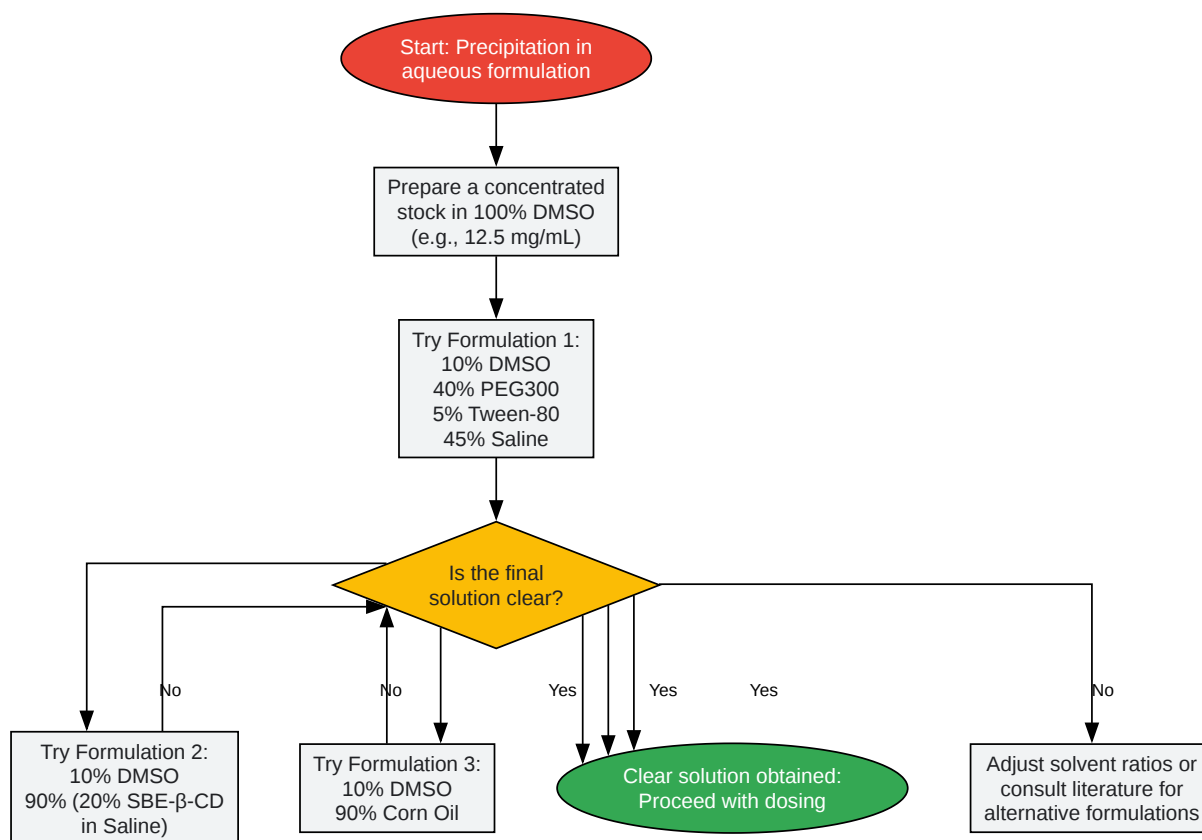 Start: Precipitation in
aqueous formulation
Prepare a concentrated
stock in 100% DMSO
(e.g., 12.5 mg/mL)
Try Formulation 1:
10% DMSO
40% PEG300
5% Tween-80
45% Saline
Is the final
solution clear?
No
No
Yes
Yes
Yes
No
Try Formulation 2:
10% DMSO
90% (20% SBE-β-CD
in Saline)
Try Formulation 3:
10% DMSO
90% Corn Oil
Clear solution obtained:
Proceed with dosing
Adjust solvent ratios or
consult literature for
alternative formulations